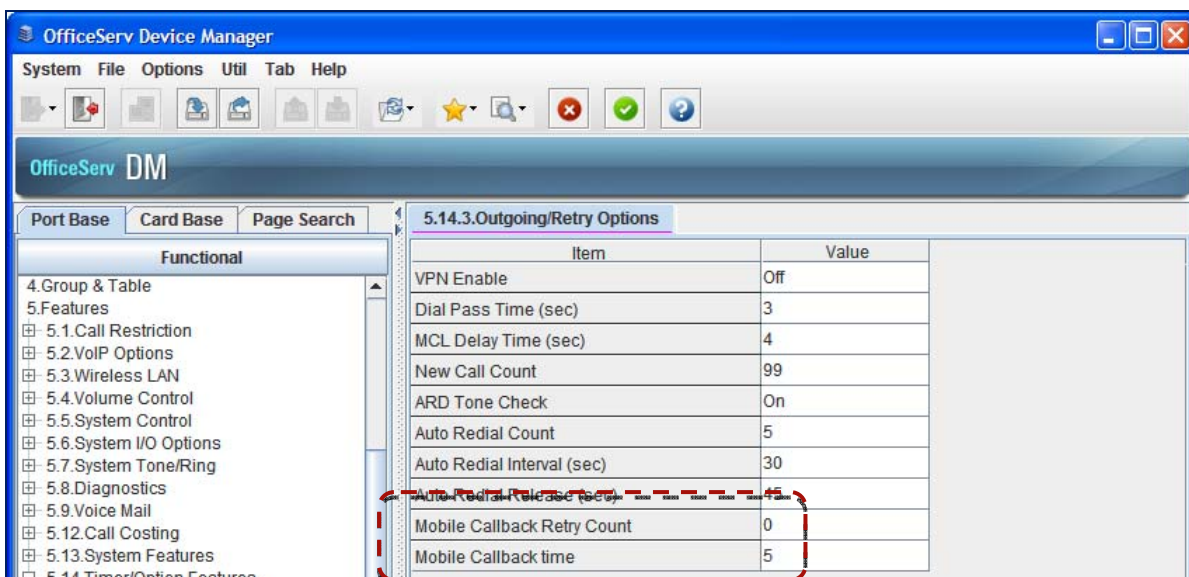 OfficeServ Device Manager
System File Options Util Tab Help
OfficeServ DM
Port Base Card Base Page Search
Functional
4.Group & Table
5.Features
5.1.Call Restriction
5.2.VoIP Options
5.3.Wireless LAN
5.4.Volume Control
5.5.System Control
5.6.System I/O Options
5.7.System Tone/Ring
5.8.Diagnostics
5.9.Voice Mail
5.12.Call Costing
5.13.System Features
5.14.Timer/Option Features
5.14.3.Outgoing/Retry Options
Item Value
VPN Enable Off
Dial Pass Time (sec) 3
MCL Delay Time (sec) 4
New Call Count 99
ARD Tone Check On
Auto Redial Count 5
Auto Redial Interval (sec) 30
Auto Redial Release (sec) 45
Mobile Callback Retry Count 0
Mobile Callback time 5